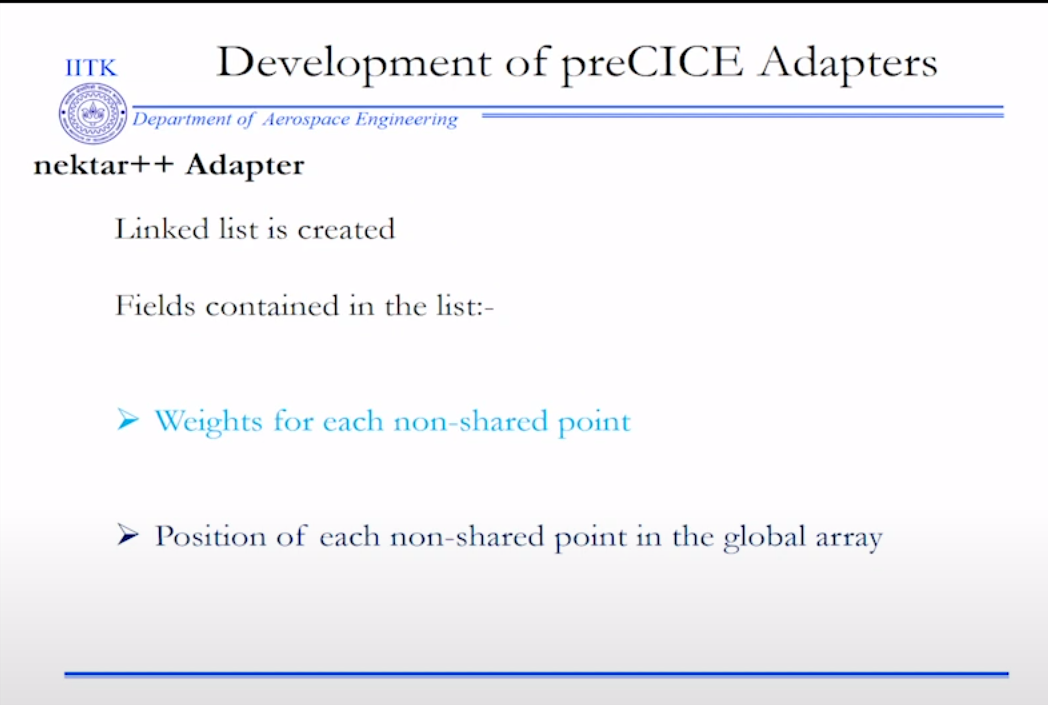 IITK
Development of preCICE Adapters
Department of Aerospace Engineering
nektar++ Adapter
Linked list is created
Fields contained in the list:-
➢ Weights for each non-shared point
➢ Position of each non-shared point in the global array